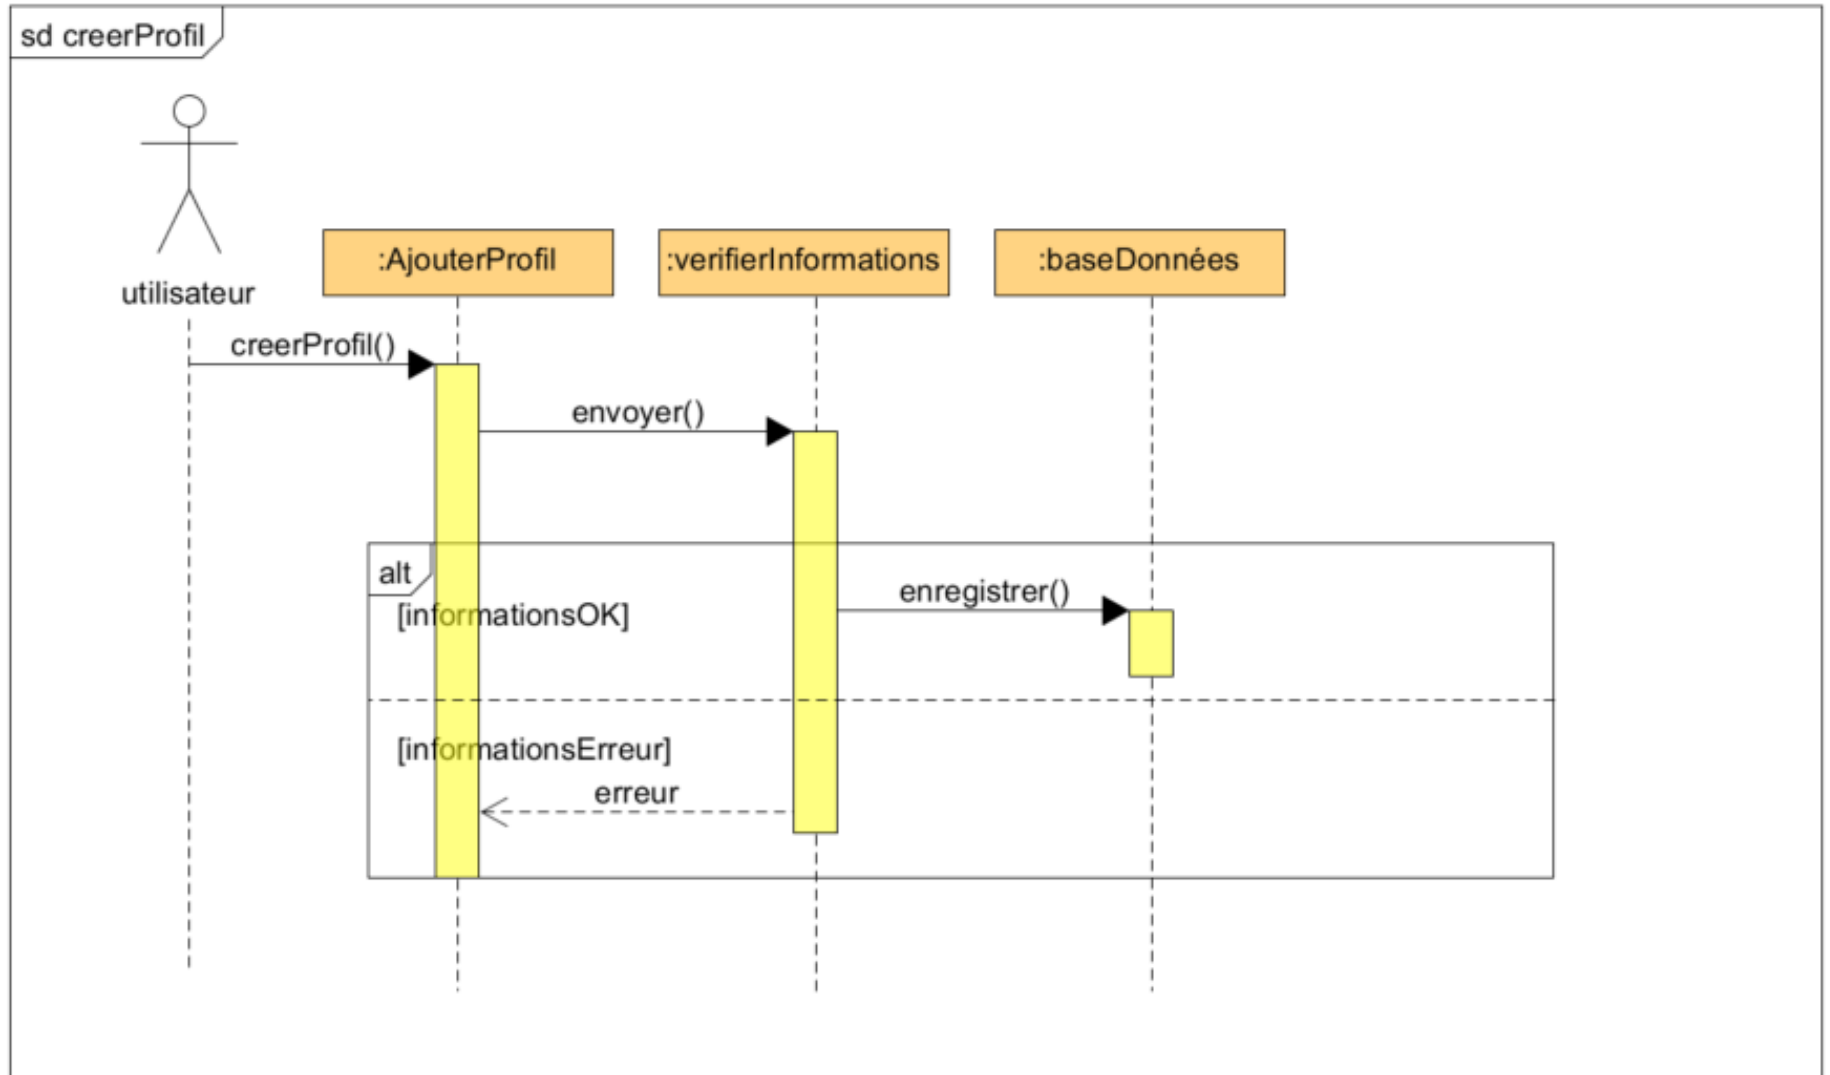 sd creerProfil
utilisateur
:AjouterProfil
:verifierInformations
:baseDonnées
creerProfil()
envoyer()
alt
enregistrer()
[informationsOK]
[informationsErreur]
erreur